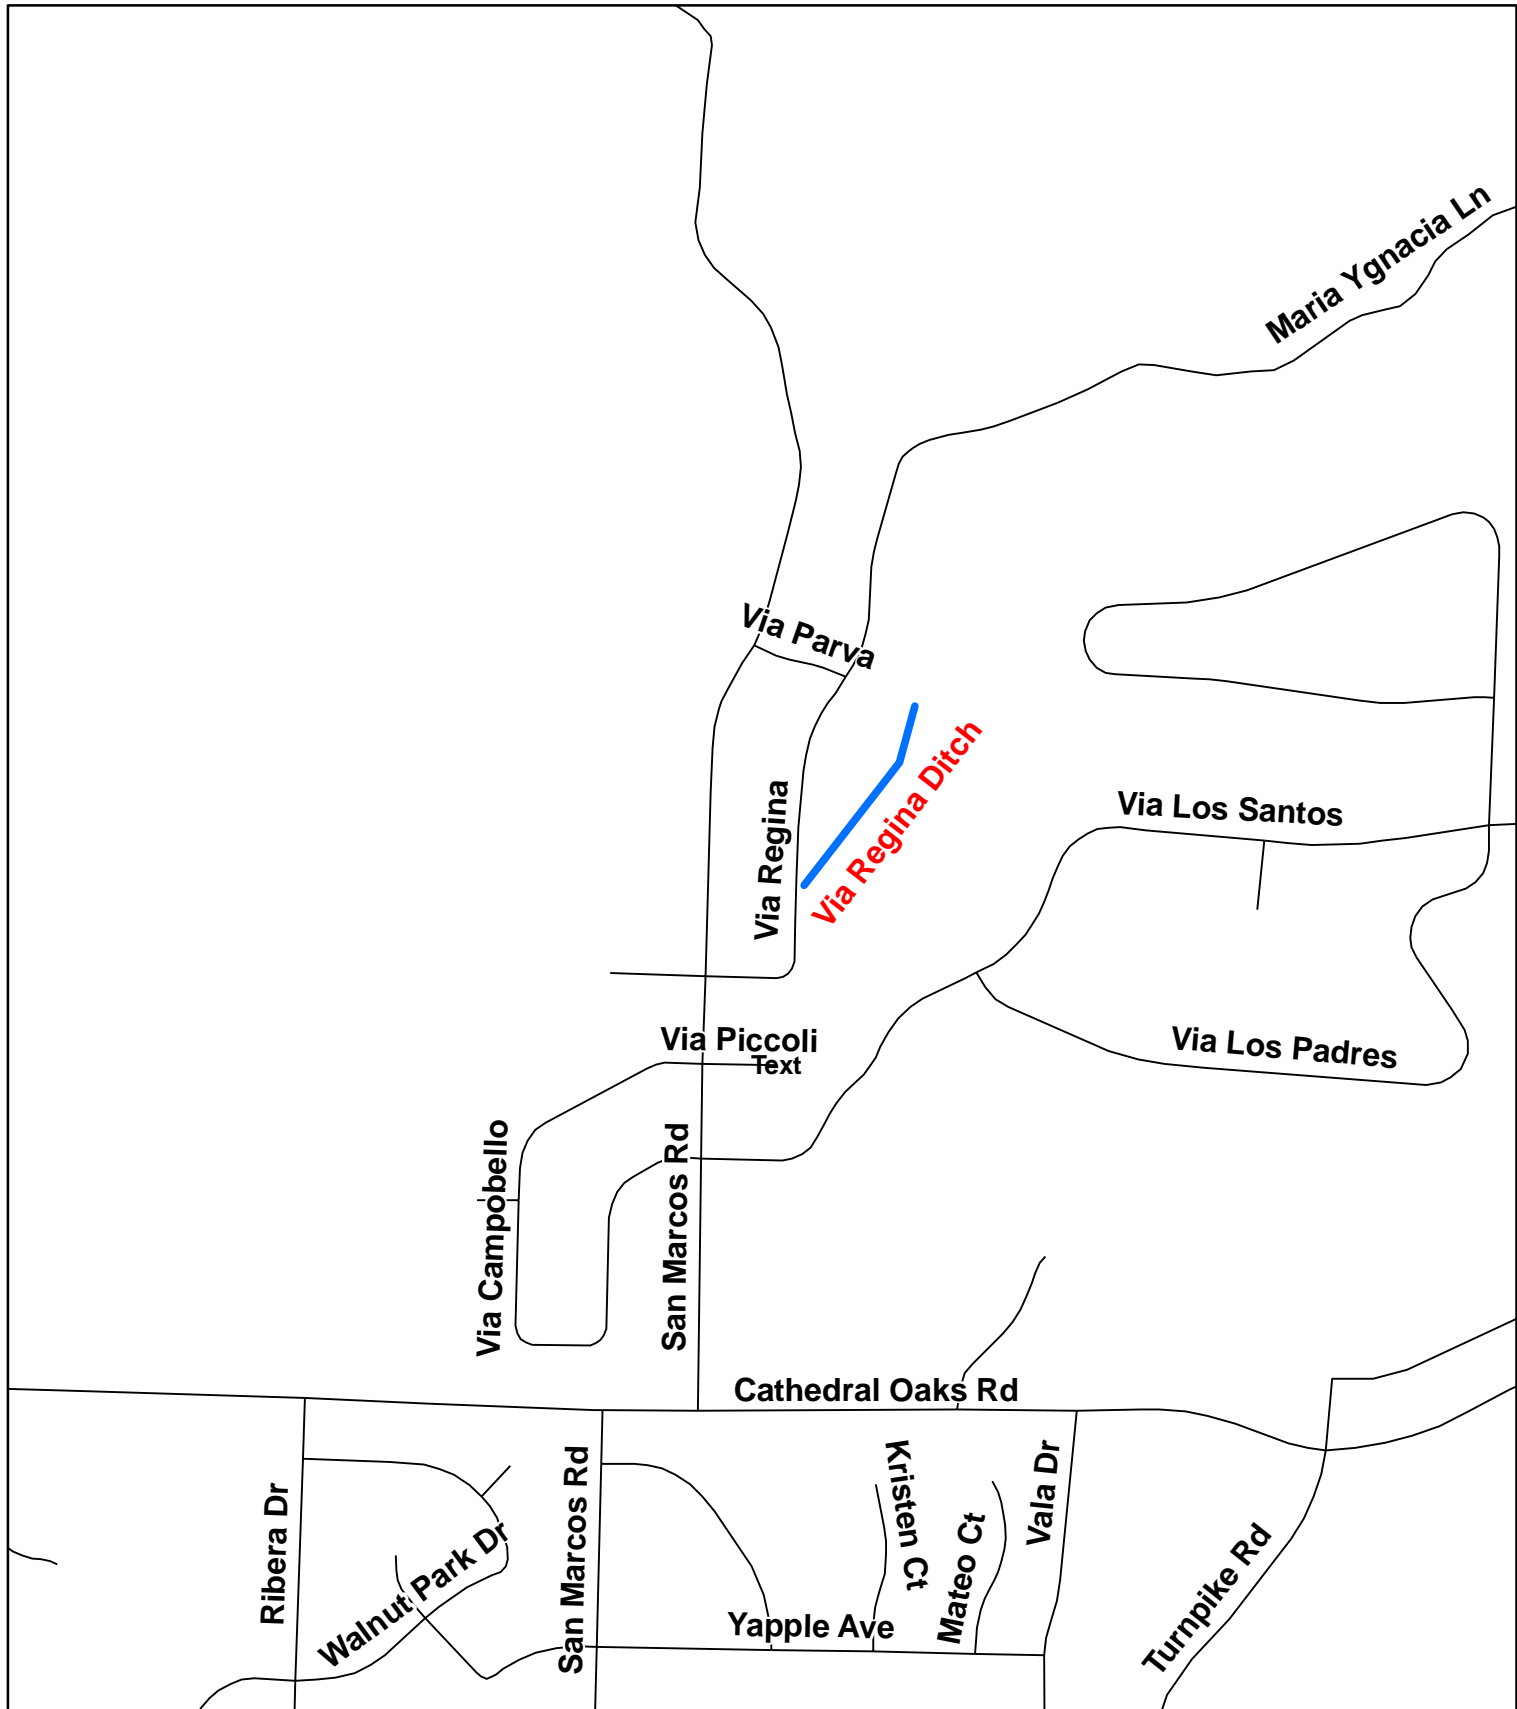 Maria Ygnacia Ln
Via Parva
Via Regina Ditch
Via Regina
Via Los Santos
Via Piccoli
Text
Via Los Padres
Via Campobello
San Marcos Rd
Cathedral Oaks Rd
Ribera Dr
Walnut Park Dr
San Marcos Rd
Kristen Ct
Mateo Ct
Vala Dr
Yapple Ave
Turnpike Rd